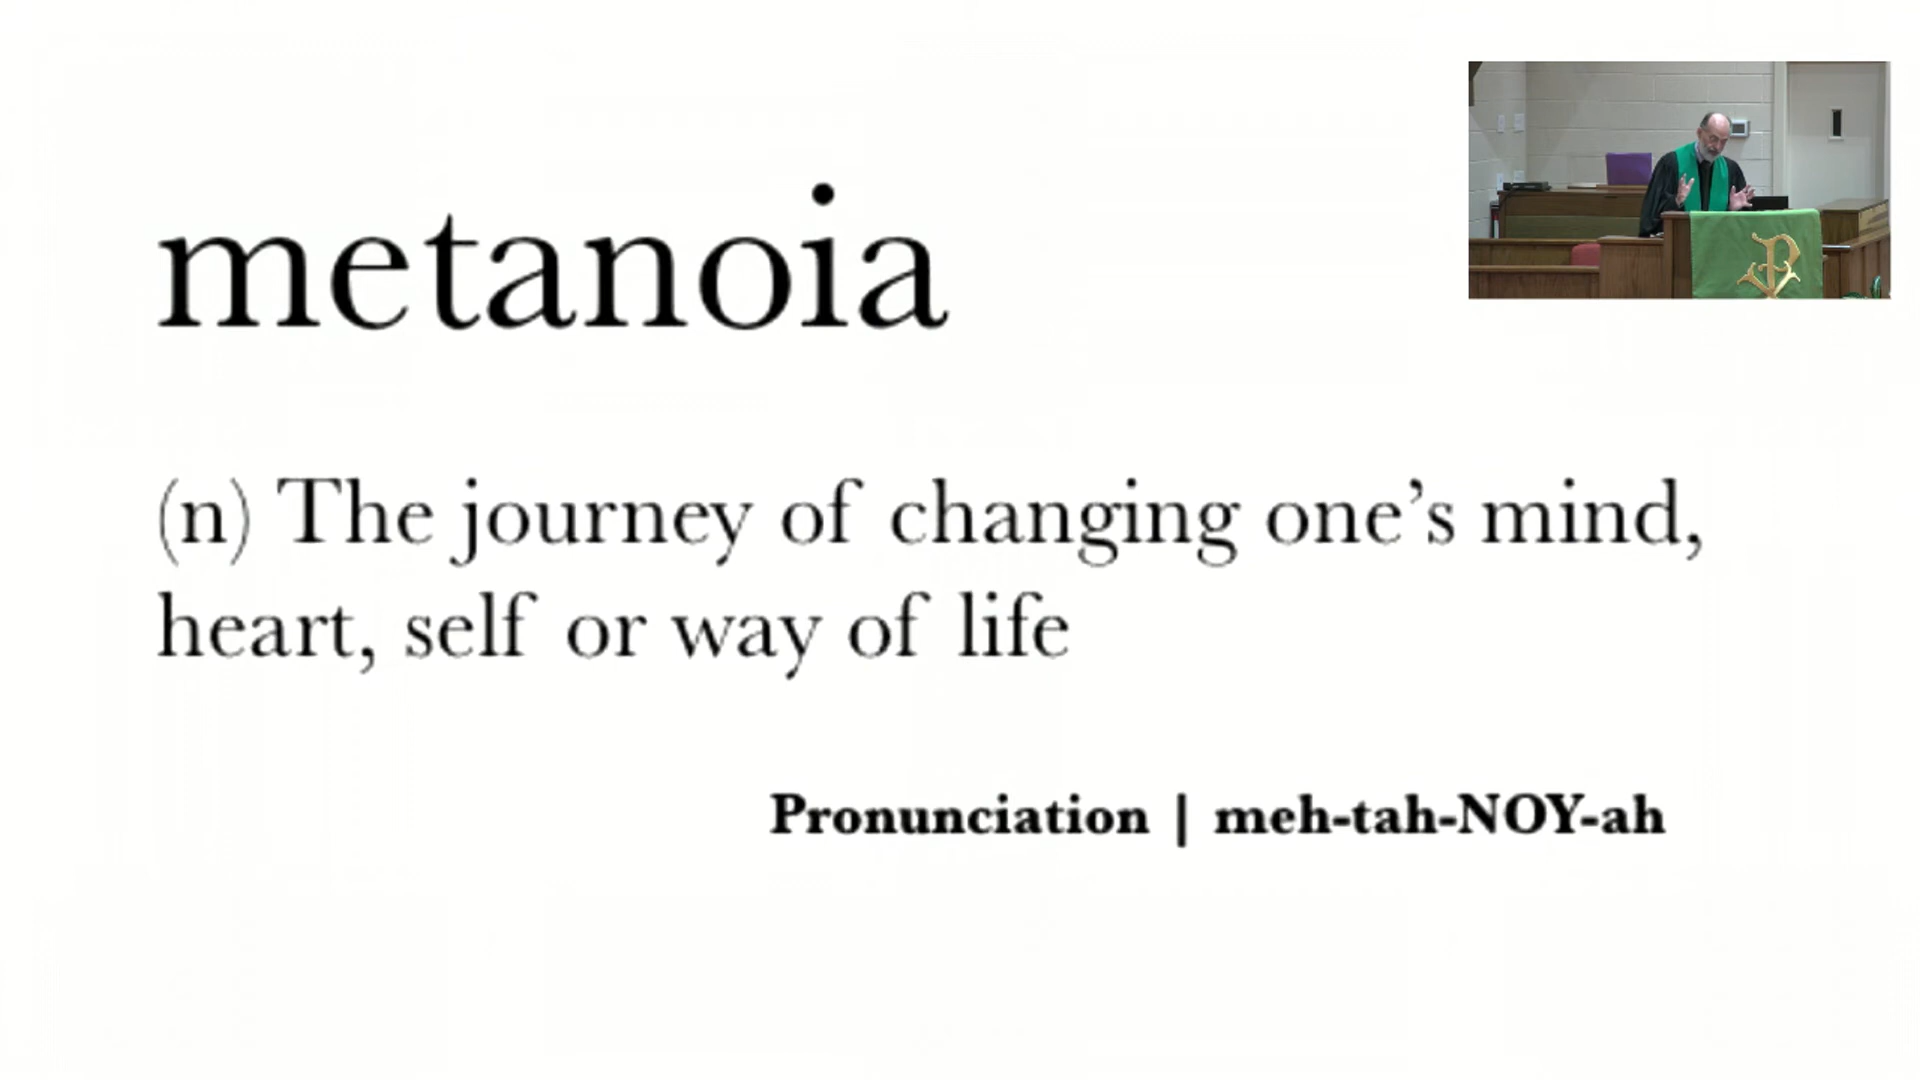 metanoia
(n) The journey of changing one’s mind,
heart, self or way of life
Pronunciation | meh-tah-NOY-ah